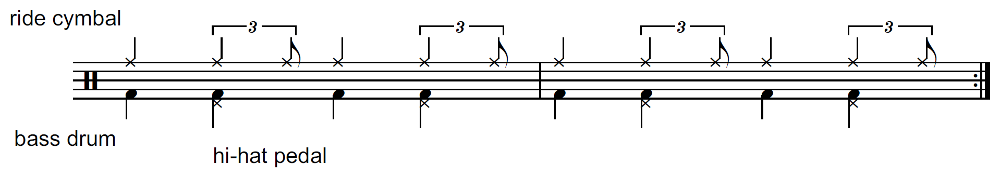 ride cymbal
3 3 3 3
bass drum
hi-hat pedal